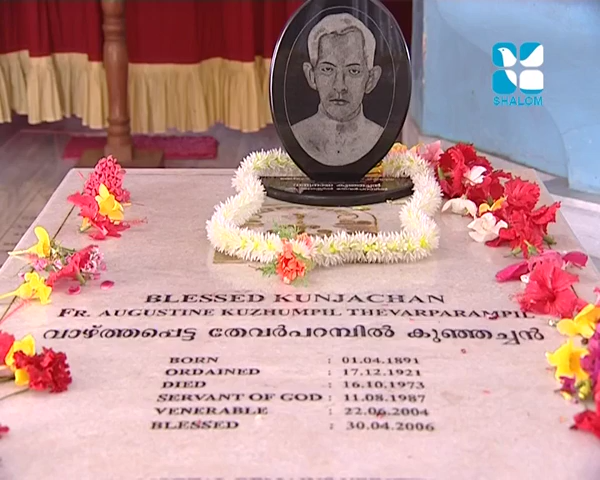 SHALOM
BLESSED KUNJACHAN
FR. AUGUSTINE KUZHUMPIL THEVARPARAMPIL
വാഴ്ത്തപ്പെട്ട തേവർപറമ്പിൽ കുഞ്ഞച്ചൻ
BORN : 01.04.1891
ORDAINED : 17.12.1921
DIED : 16.10.1973
SERVANT OF GOD : 11.08.1987
VENERABLE : 22.06.2004
BLESSED : 30.04.2006